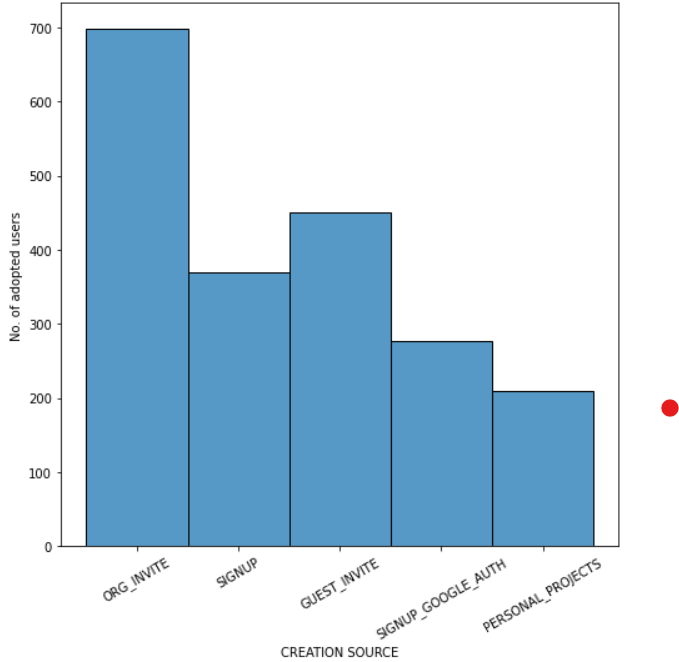 700
600
500
400
300
200
100
0
No. of adopted users
ORG_INVITE
SIGNUP
GUEST_INVITE
SIGNUP_GOOGLE_AUTH
PERSONAL_PROJECTS
CREATION SOURCE